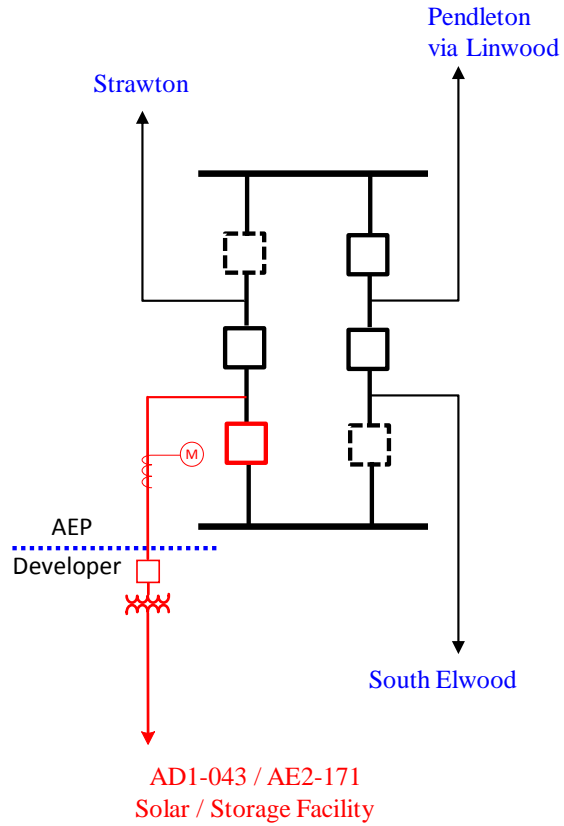 Pendleton
via Linwood
Strawton
M
AEP
Developer
South Elwood
AD1-043 / AE2-171
Solar / Storage Facility